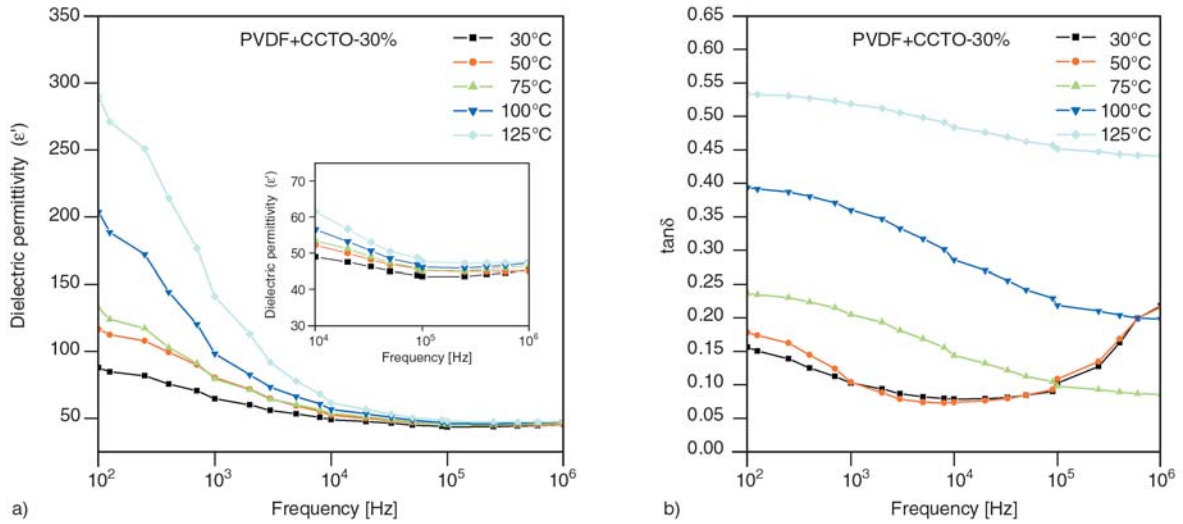 350
300
250
200
150
100
50
Dielectric permittivity (ε')
PVDF+CCTO-30%
30°C
50°C
75°C
100°C
125°C
70
60
50
40
30
Dielectric permittivity (ε')
10⁴
10⁵
10⁶
Frequency [Hz]
10²
10³
10⁴
10⁵
10⁶
Frequency [Hz]
a)
0.65
0.60
0.55
0.50
0.45
0.40
0.35
0.30
0.25
0.20
0.15
0.10
0.05
0.00
tanδ
PVDF+CCTO-30%
30°C
50°C
75°C
100°C
125°C
10²
10³
10⁴
10⁵
10⁶
Frequency [Hz]
b)